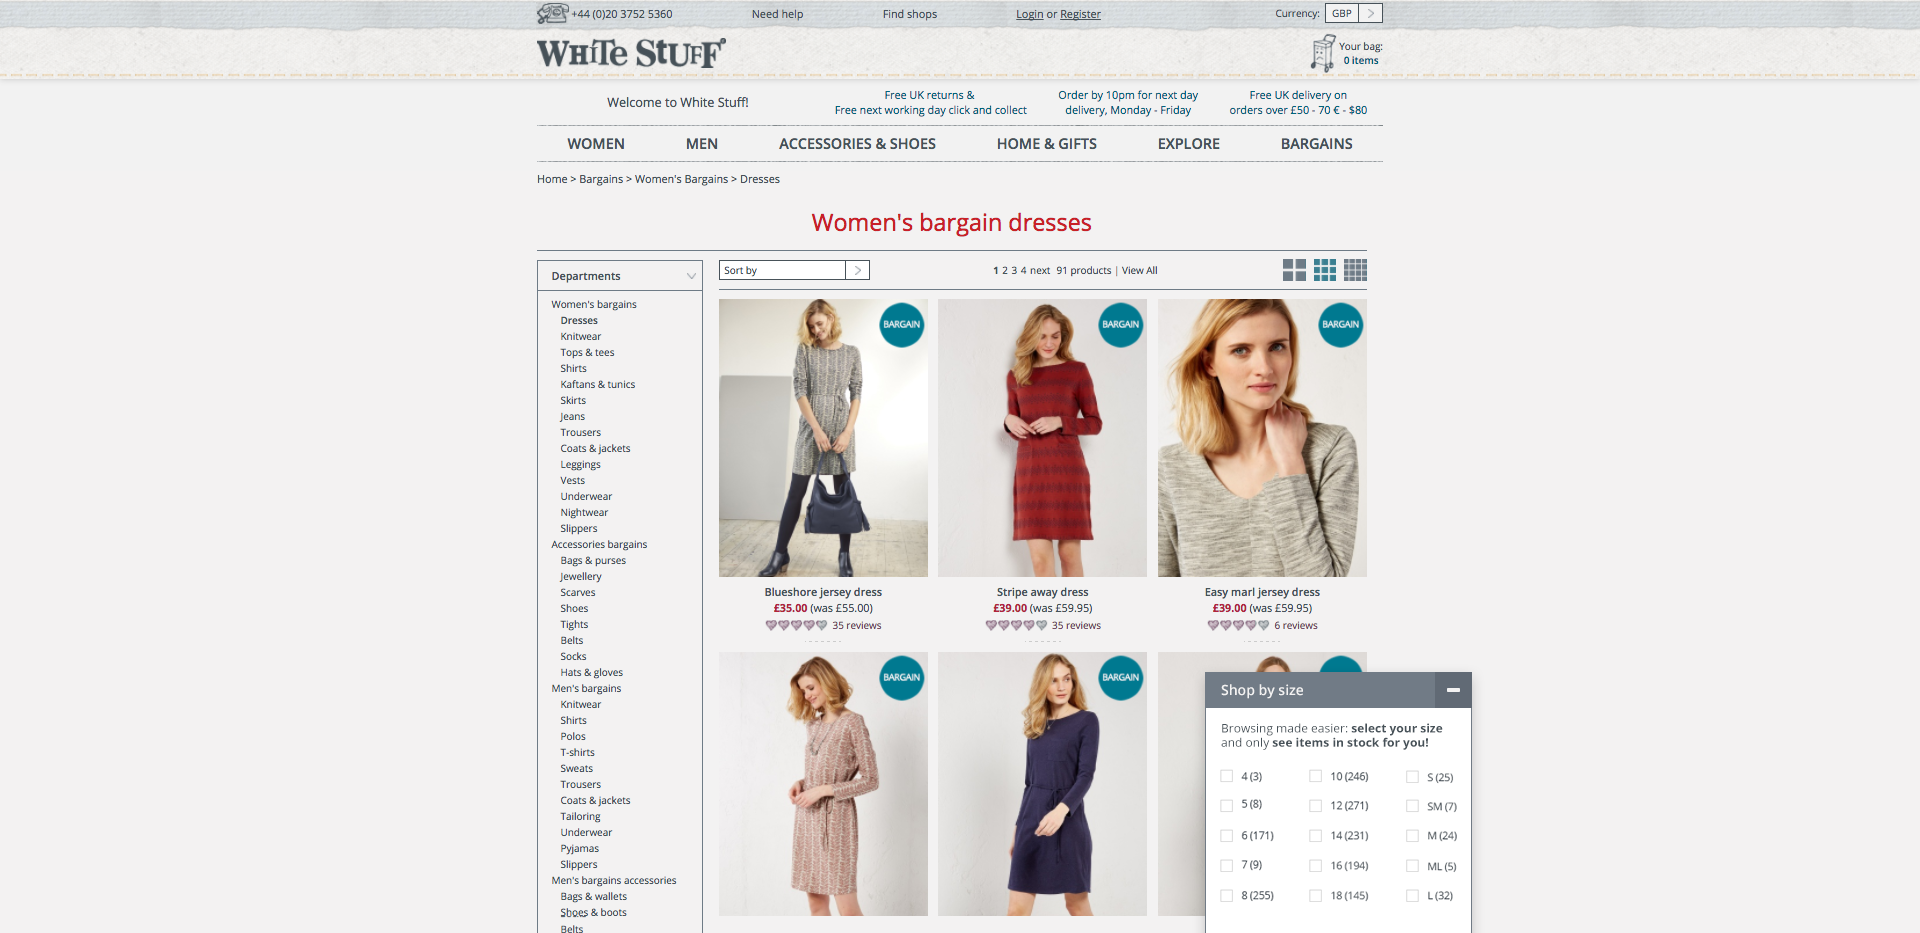 +44 (0)20 3752 5360
Need help
Find shops
Login or Register
Currency: GBP
WHITE STUFF
Your bag:
0 items
Welcome to White Stuff!
Free UK returns &
Free next working day click and collect
Order by 10pm for next day
delivery, Monday - Friday
Free UK delivery on
orders over £50 - 70 € - $80
WOMEN
MEN
ACCESSORIES & SHOES
HOME & GIFTS
EXPLORE
BARGAINS
Home > Bargains > Women's Bargains > Dresses
Women's bargain dresses
Departments
Women's bargains
Dresses
Knitwear
Tops & tees
Shirts
Kaftans & tunics
Skirts
Jeans
Trousers
Coats & jackets
Leggings
Vests
Underwear
Nightwear
Slippers
Accessories bargains
Bags & purses
Jewellery
Scarves
Shoes
Tights
Belts
Socks
Hats & gloves
Men's bargains
Knitwear
Shirts
Polos
T-shirts
Sweats
Trousers
Coats & jackets
Tailoring
Underwear
Pyjamas
Slippers
Men's bargains accessories
Bags & wallets
Shoes & boots
Belts
Sort by
1 2 3 4 next 91 products | View All
BARGAIN
BARGAIN
BARGAIN
Blueshore jersey dress
£35.00 (was £55.00)
35 reviews
Stripe away dress
£39.00 (was £59.95)
35 reviews
Easy marl jersey dress
£39.00 (was £59.95)
6 reviews
BARGAIN
BARGAIN
Shop by size
Browsing made easier: select your size
and only see items in stock for you!
4 (3)
10 (246)
S (25)
5 (8)
12 (271)
SM (7)
6 (171)
14 (231)
M (24)
7 (9)
16 (194)
ML (5)
8 (255)
18 (145)
L (32)